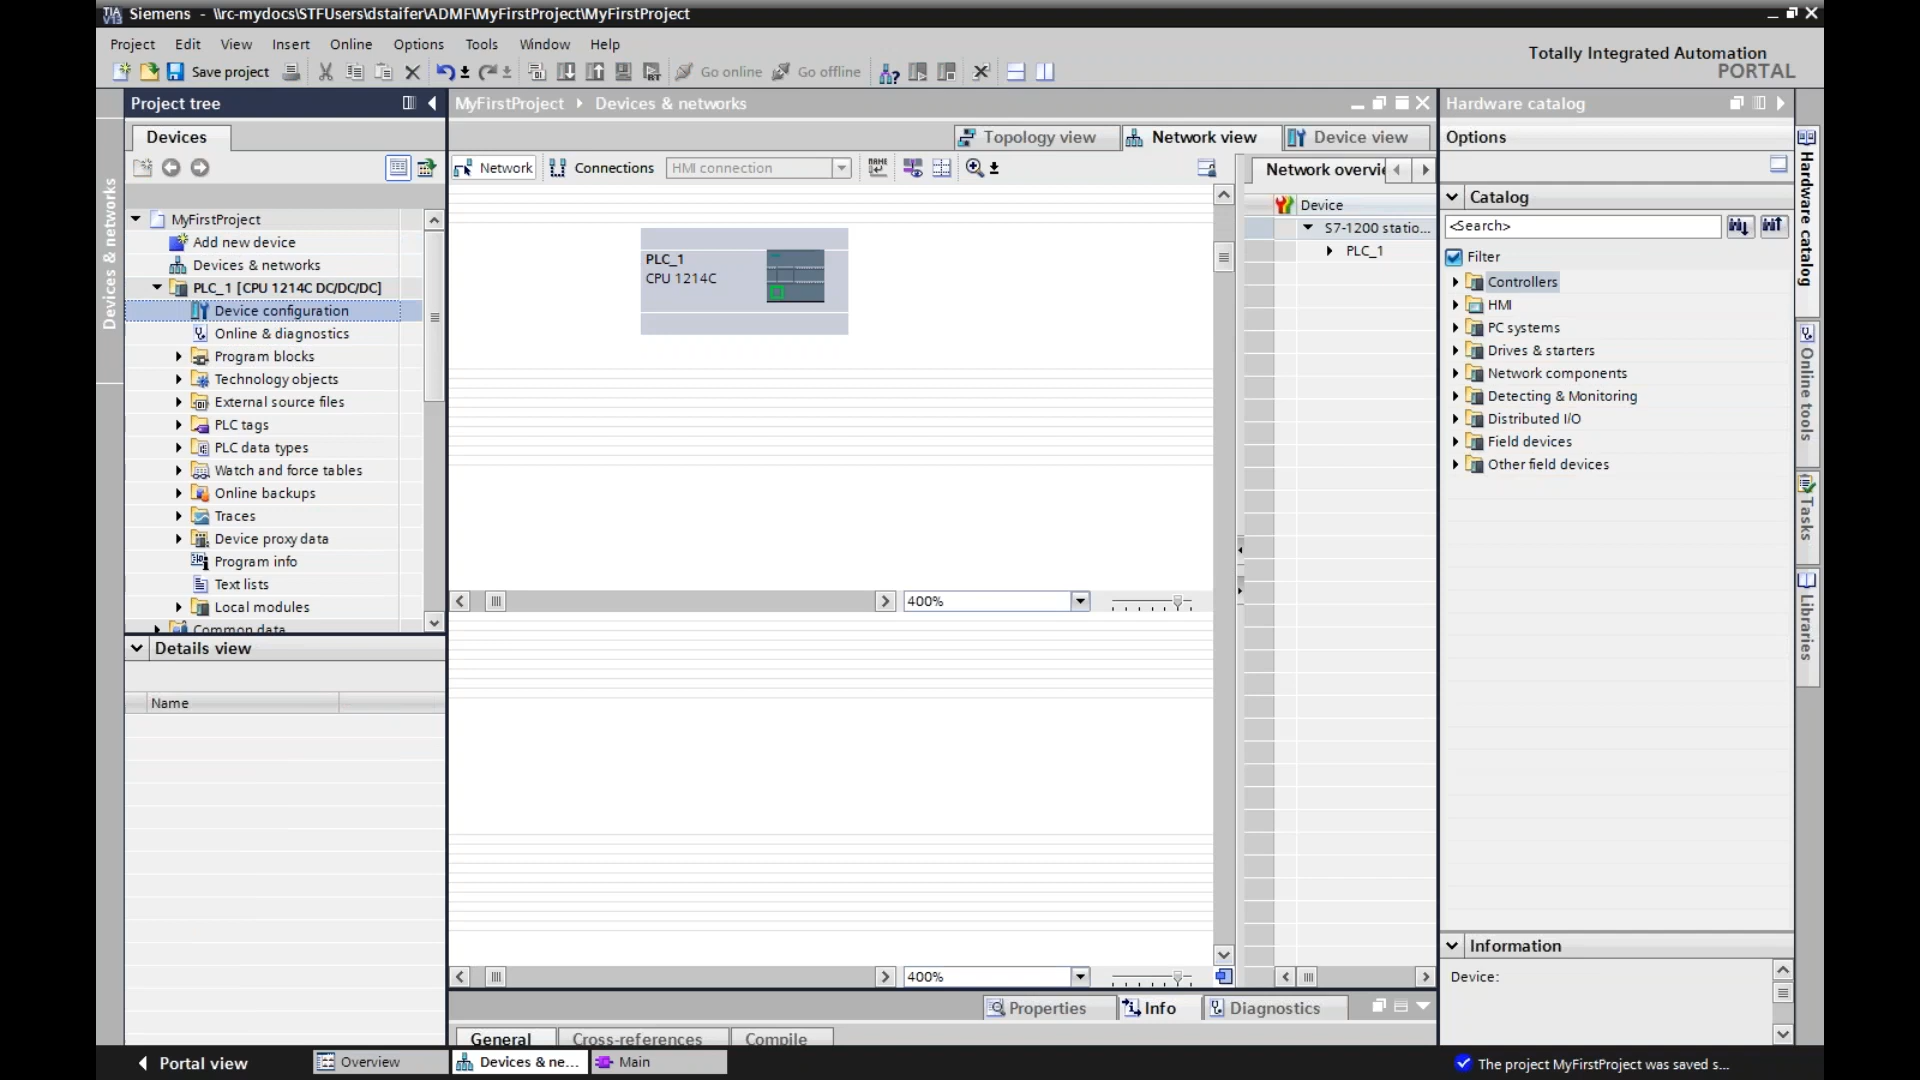 Siemens - \\rc-mydocs\STFUsers\dstaifer\ADMF\MyFirstProject\MyFirstProject
Project Edit View Insert Online Options Tools Window Help
Totally Integrated Automation
PORTAL
Save project Go online Go offline
Project tree
MyFirstProject Devices & networks
Hardware catalog
Devices
Topology view Network view Device view
Options
Network Connections HMI connection
Network overvie
Devices & networks
MyFirstProject
Add new device
Devices & networks
PLC_1 [CPU 1214C DC/DC/DC]
Device configuration
Online & diagnostics
Program blocks
Technology objects
External source files
PLC tags
PLC data types
Watch and force tables
Online backups
Traces
Device proxy data
Program info
Text lists
Local modules
Common data
Details view
Name
PLC_1
CPU 1214C
400%
400%
Device
S7-1200 statio...
PLC_1
Catalog
<Search>
Filter
Controllers
HMI
PC systems
Drives & starters
Network components
Detecting & Monitoring
Distributed I/O
Field devices
Other field devices
Information
Device:
Hardware catalog
Online tools
Tasks
Libraries
Properties Info Diagnostics
General Cross-references Compile
Portal view Overview Devices & ne... Main
The project MyFirstProject was saved s...